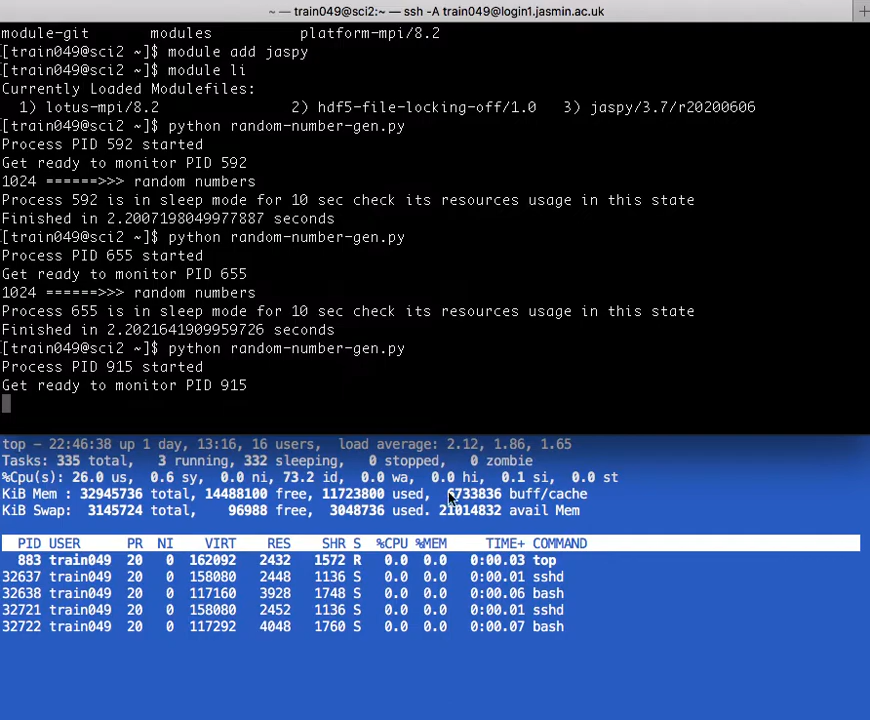 ~ — train049@sci2:~ — ssh -A train049@login1.jasmin.ac.uk
module-git modules platform-mpi/8.2
[train049@sci2 ~]$ module add jaspy
[train049@sci2 ~]$ module li
Currently Loaded Modulefiles:
1) lotus-mpi/8.2 2) hdf5-file-locking-off/1.0 3) jaspy/3.7/r20200606
[train049@sci2 ~]$ python random-number-gen.py
Process PID 592 started
Get ready to monitor PID 592
1024 ======>>> random numbers
Process 592 is in sleep mode for 10 sec check its resources usage in this state
Finished in 2.2007198049977887 seconds
[train049@sci2 ~]$ python random-number-gen.py
Process PID 655 started
Get ready to monitor PID 655
1024 ======>>> random numbers
Process 655 is in sleep mode for 10 sec check its resources usage in this state
Finished in 2.2021641909959726 seconds
[train049@sci2 ~]$ python random-number-gen.py
Process PID 915 started
Get ready to monitor PID 915
top - 22:46:38 up 1 day, 13:16, 16 users, load average: 2.12, 1.86, 1.65
Tasks: 335 total, 3 running, 332 sleeping, 0 stopped, 0 zombie
%Cpu(s): 26.0 us, 0.6 sy, 0.0 ni, 73.2 id, 0.0 wa, 0.0 hi, 0.1 si, 0.0 st
KiB Mem : 32945736 total, 14488100 free, 11723800 used, 6733836 buff/cache
KiB Swap: 3145724 total, 96988 free, 3048736 used. 21014832 avail Mem
PID USER PR NI VIRT RES SHR S %CPU %MEM TIME+ COMMAND
883 train049 20 0 162092 2432 1572 R 0.0 0.0 0:00.03 top
32637 train049 20 0 158080 2448 1136 S 0.0 0.0 0:00.01 sshd
32638 train049 20 0 117160 3928 1748 S 0.0 0.0 0:00.06 bash
32721 train049 20 0 158080 2452 1136 S 0.0 0.0 0:00.01 sshd
32722 train049 20 0 117292 4048 1760 S 0.0 0.0 0:00.07 bash